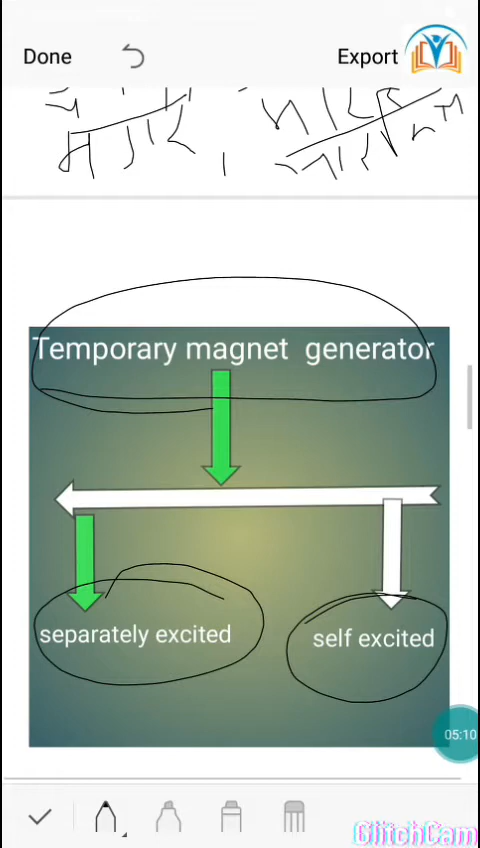 Done
Export
Temporary magnet generator
separately excited
self excited
05:10
GlitchCam